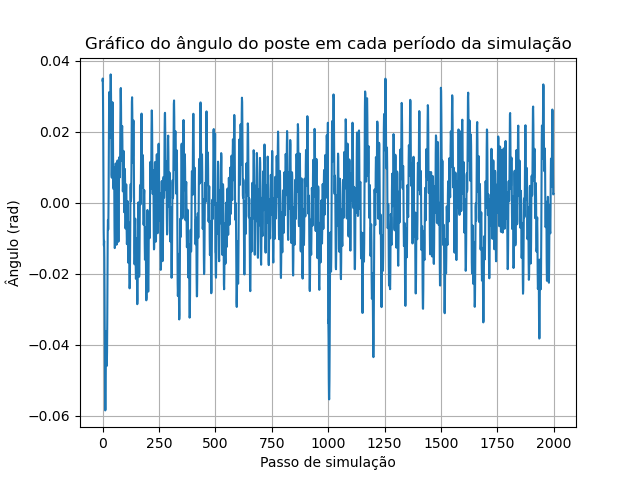 Gráfico do ângulo do poste em cada período da simulação
0.04
0.02
0.00
−0.02
−0.04
−0.06
Ângulo (rad)
0 250 500 750 1000 1250 1500 1750 2000
Passo de simulação